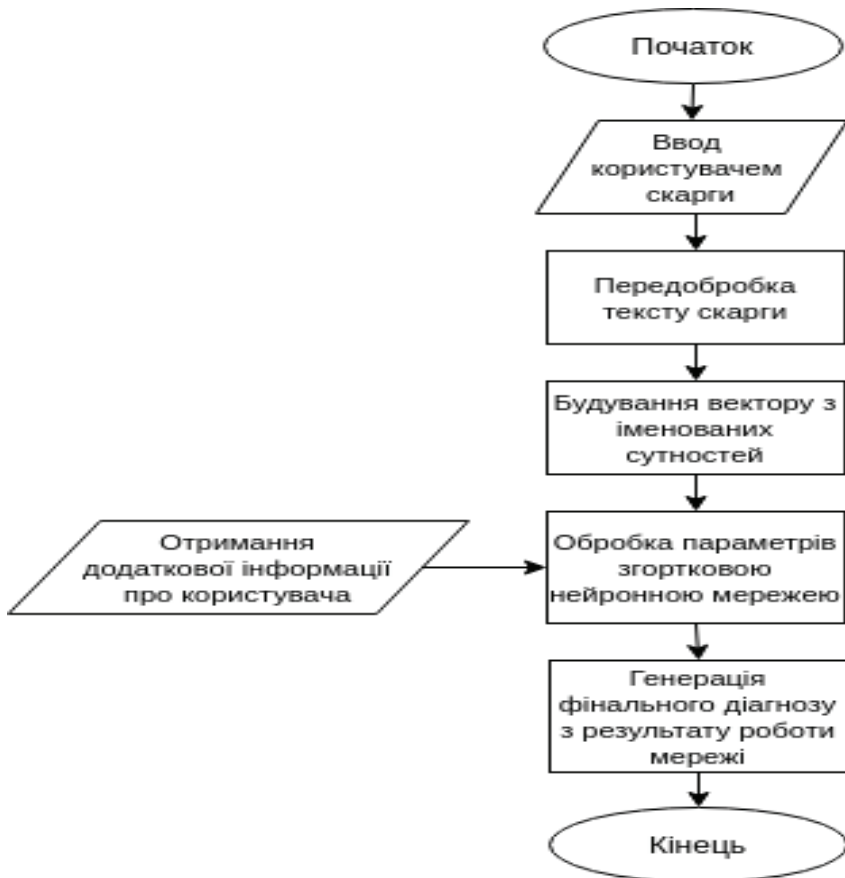 Початок
Ввод
користувачем
скарги
Передобробка
тексту скарги
Будування вектору з
іменованих
сутностей
Отримання
додаткової інформації
про користувача
Обробка параметрів
згортковою
нейронною мережею
Генерація
фінального діагнозу
з результату роботи
мережі
Кінець